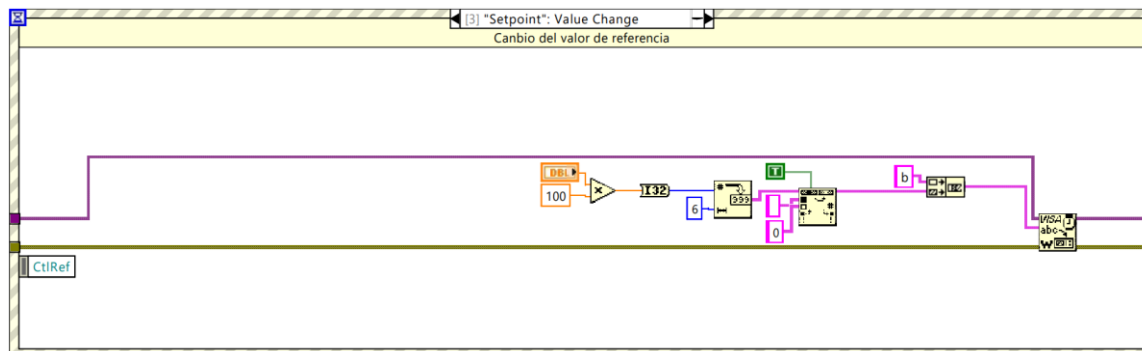 [3] "Setpoint": Value Change
Canbio del valor de referencia
DBL
100
I32
6
T
0
b
VISA
abc
W
CtlRef